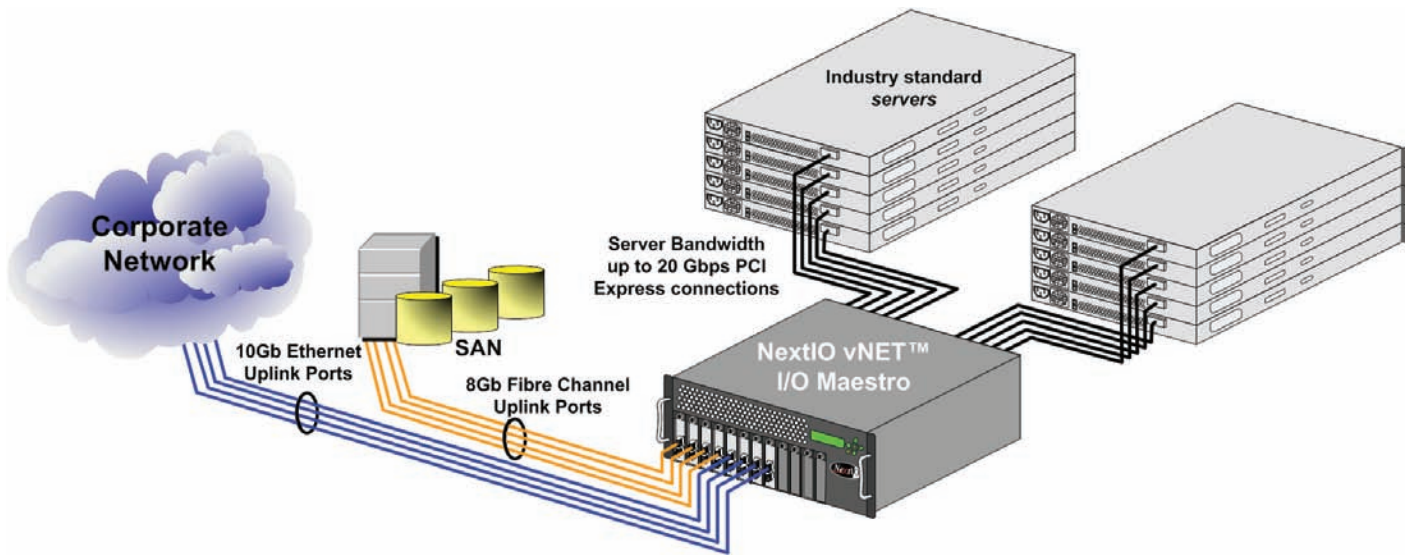 Industry standard
servers
Corporate
Network
Server Bandwidth
up to 20 Gbps PCI
Express connections
SAN
10Gb Ethernet
Uplink Ports
8Gb Fibre Channel
Uplink Ports
NextIO vNET™
I/O Maestro